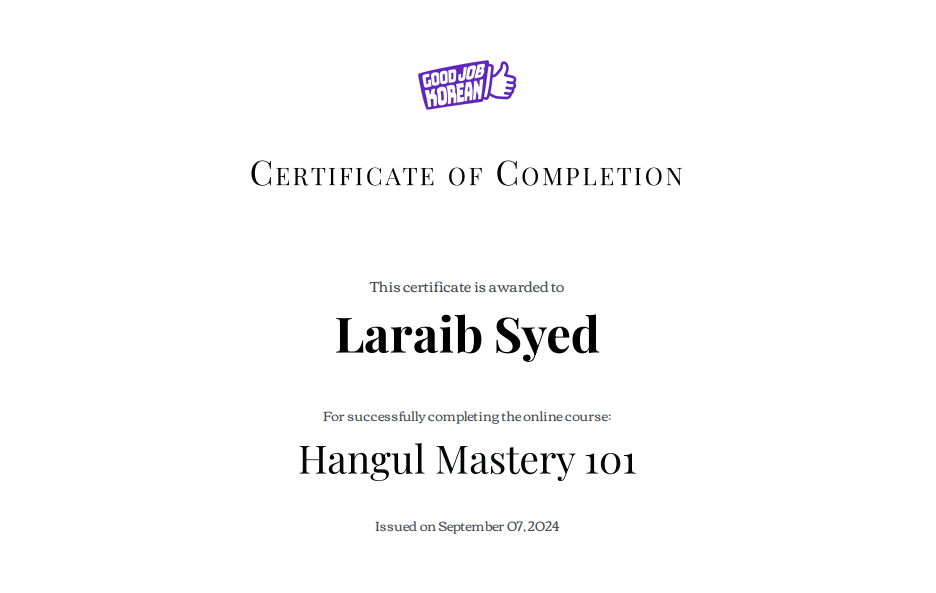 GOOD JOB
KOREAN
Certificate of Completion
This certificate is awarded to
Laraib Syed
For successfully completing the online course:
Hangul Mastery 101
Issued on September 07, 2024